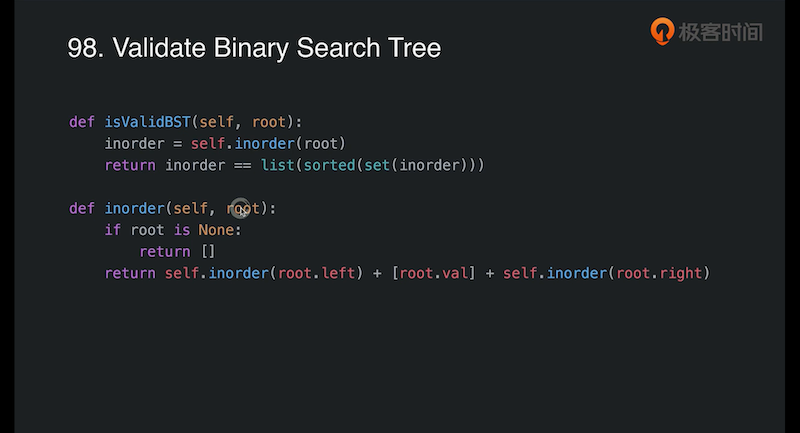 98. Validate Binary Search Tree
极客时间
def isValidBST(self, root):
    inorder = self.inorder(root)
    return inorder == list(sorted(set(inorder)))
def inorder(self, root):
    if root is None:
        return []
    return self.inorder(root.left) + [root.val] + self.inorder(root.right)